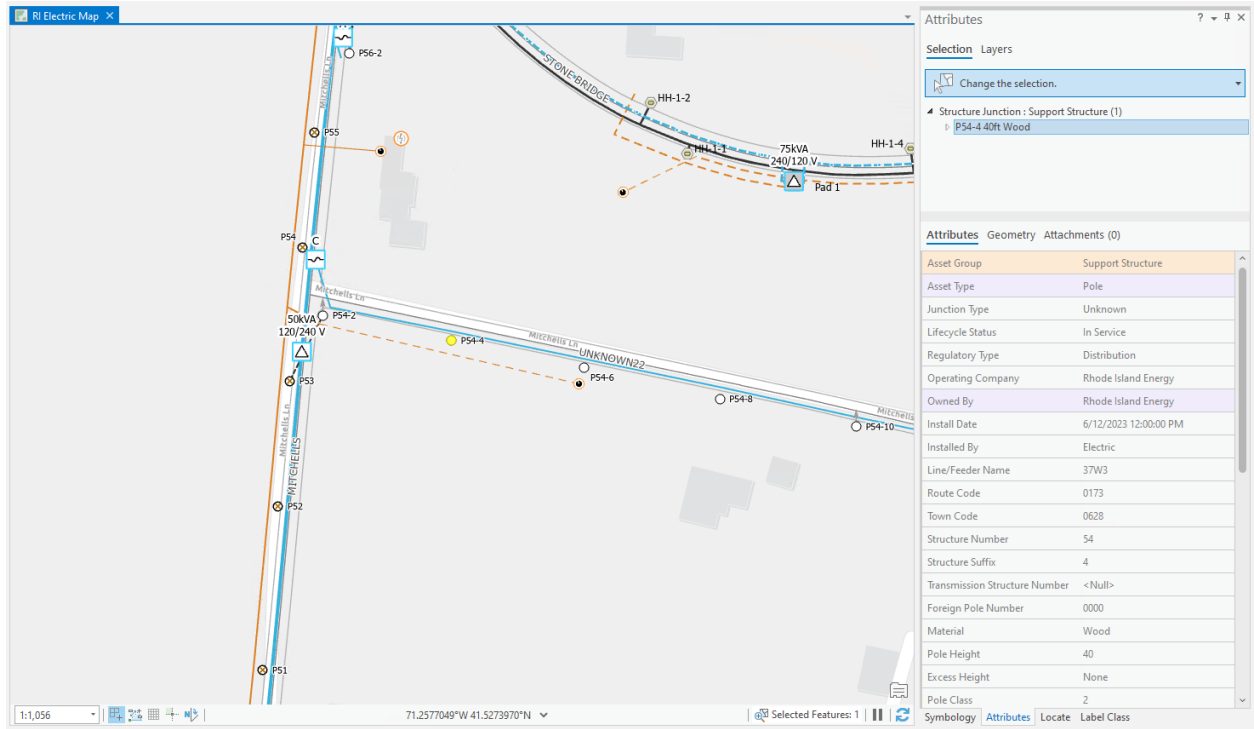 RI Electric Map
P56-2
Mitchells Ln
P55
STONE BRIDGE
HH-1-2
HH-1-1
HH-1-4
75kVA
240/120 V
Pad 1
P54
C
Mitchells Ln
P54-2
50kVA
120/240 V
P54-4
Mitchells Ln
UNKNOWN22
P54-6
P54-8
Mitchells
P54-10
P53
Mitchells Ln
MITCHELLS
P52
P51
1:1,056
71.2577049°W 41.5273970°N
Selected Features: 1
Attributes
Selection Layers
Change the selection.
Structure Junction : Support Structure (1)
P54-4 40ft Wood
Attributes Geometry Attachments (0)
Asset Group Support Structure
Asset Type Pole
Junction Type Unknown
Lifecycle Status In Service
Regulatory Type Distribution
Operating Company Rhode Island Energy
Owned By Rhode Island Energy
Install Date 6/12/2023 12:00:00 PM
Installed By Electric
Line/Feeder Name 37W3
Route Code 0173
Town Code 0628
Structure Number 54
Structure Suffix 4
Transmission Structure Number <Null>
Foreign Pole Number 0000
Material Wood
Pole Height 40
Excess Height None
Pole Class 2
Symbology Attributes Locate Label Class